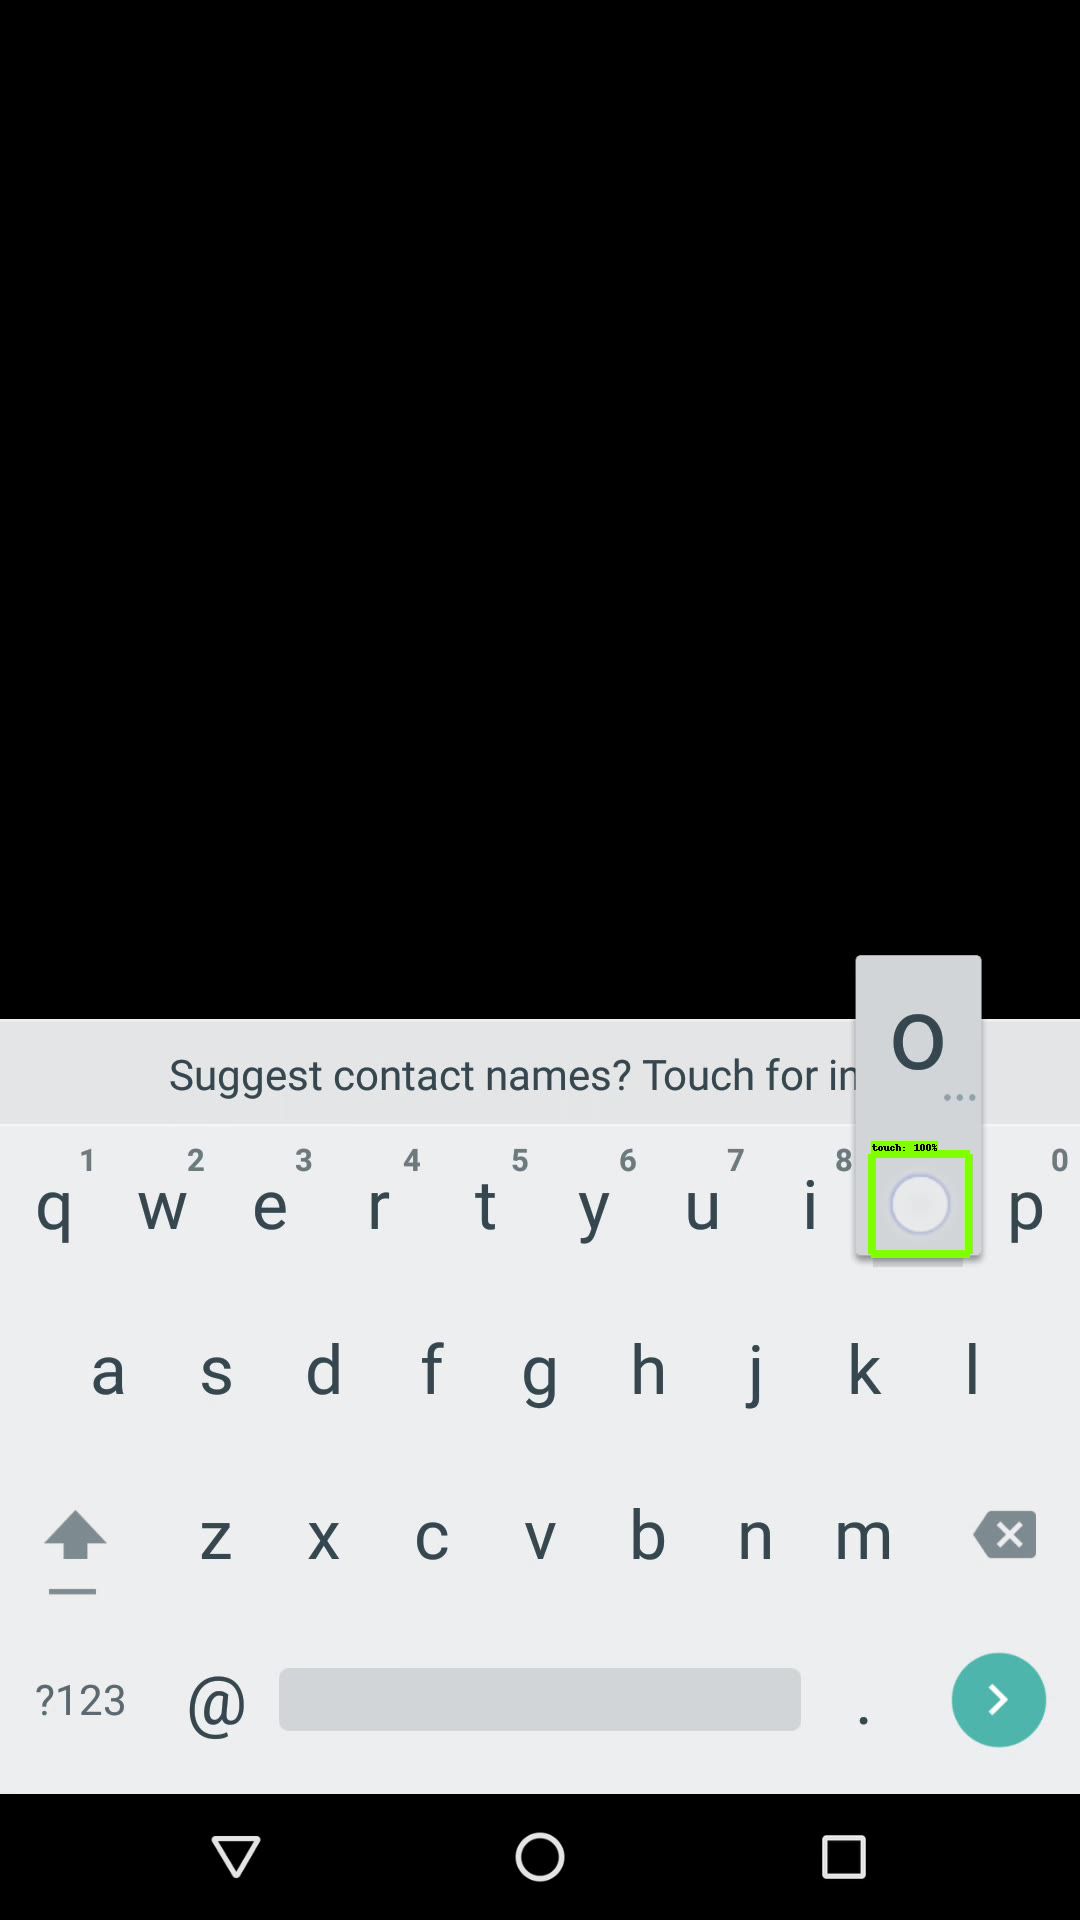 o
...
Suggest contact names? Touch for in
touch: 100%
1 2 3 4 5 6 7 8 0
q w e r t y u i p
a s d f g h j k l
z x c v b n m
?123 @ .